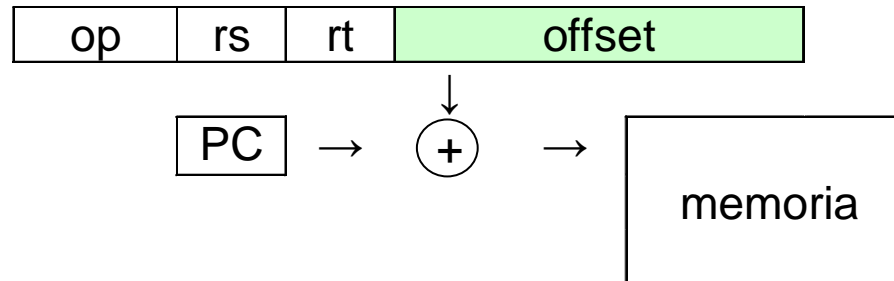 op rs rt offset
↓
PC → + →
memoria